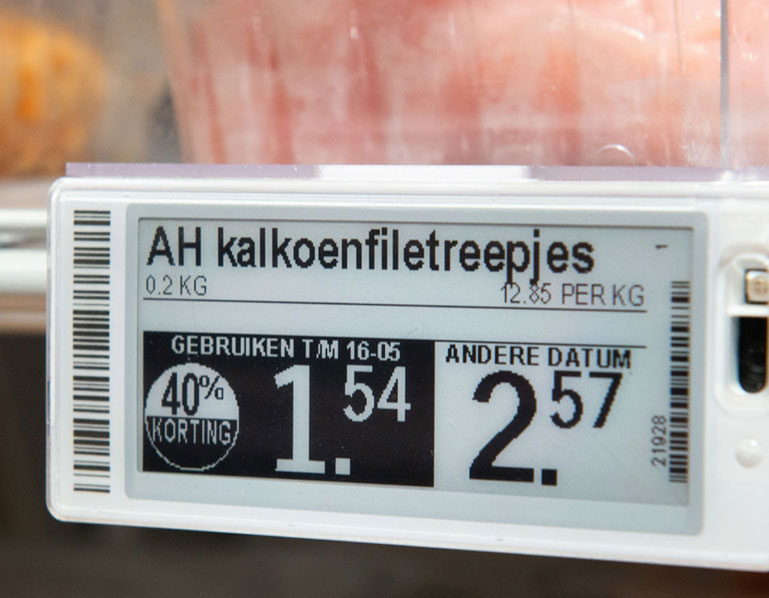 AH kalkoenfiletreepjes
1
0.2 KG
12.85 PER KG
GEBRUIKEN T/M 16-05
40%
KORTING
1.54
ANDERE DATUM
2.57
21928